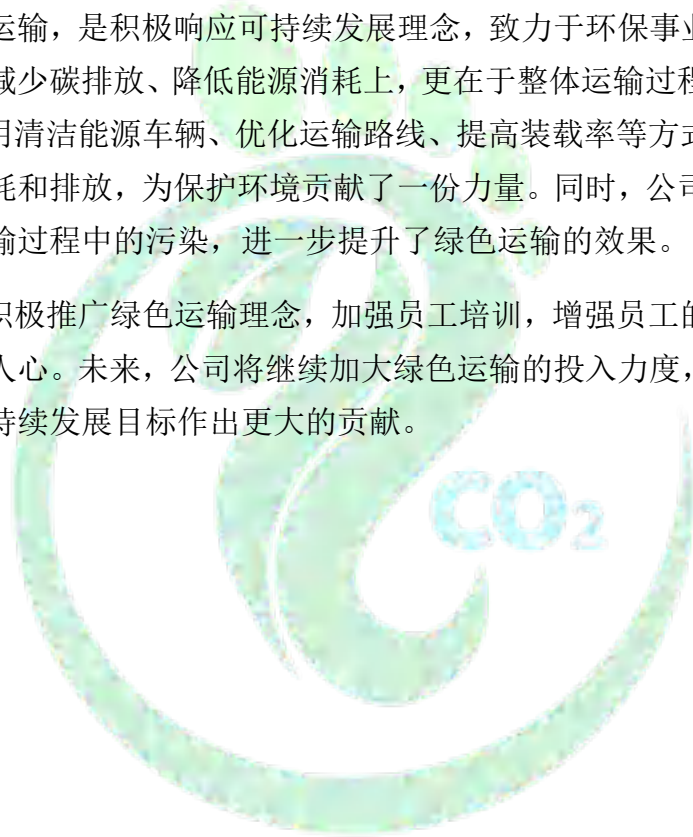 运输，是积极响应可持续发展理念，致力于环保事业
减少碳排放、降低能源消耗上，更在于整体运输过程
用清洁能源车辆、优化运输路线、提高装载率等方式
耗和排放，为保护环境贡献了一份力量。同时，公司
输过程中的污染，进一步提升了绿色运输的效果。
积极推广绿色运输理念，加强员工培训，增强员工的
人心。未来，公司将继续加大绿色运输的投入力度，
持续发展目标作出更大的贡献。
CO2